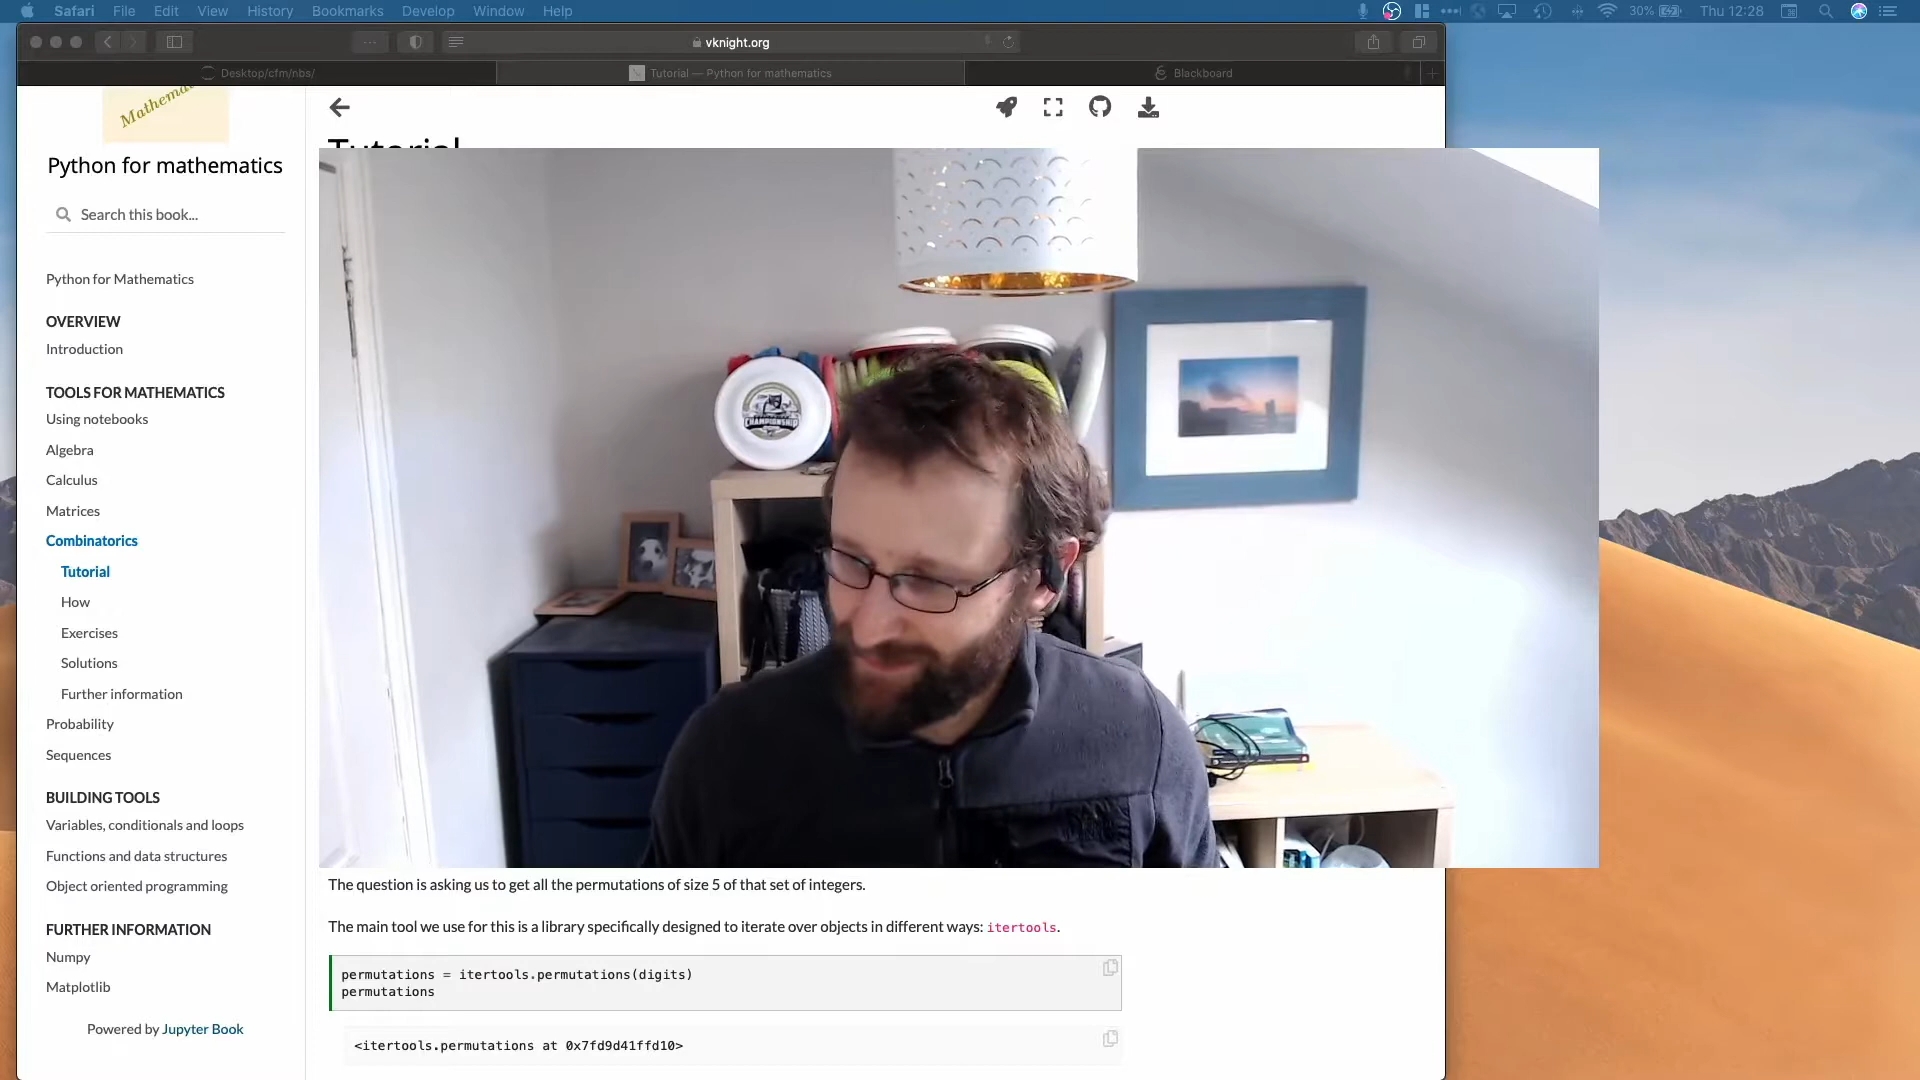 Safari File Edit View History Bookmarks Develop Window Help 30% Thu 12:28
vknight.org
Desktop/cfm/nbs/ Tutorial — Python for mathematics Blackboard
Python for mathematics
Search this book...
Python for Mathematics
OVERVIEW
Introduction
TOOLS FOR MATHEMATICS
Using notebooks
Algebra
Calculus
Matrices
Combinatorics
Tutorial
How
Exercises
Solutions
Further information
Probability
Sequences
BUILDING TOOLS
Variables, conditionals and loops
Functions and data structures
Object oriented programming
FURTHER INFORMATION
Numpy
Matplotlib
Powered by Jupyter Book
Tutorial
CHAMPIONSHIP
The question is asking us to get all the permutations of size 5 of that set of integers.
The main tool we use for this is a library specifically designed to iterate over objects in different ways: itertools.
permutations = itertools.permutations(digits)
permutations
<itertools.permutations at 0x7fd9d41ffd10>